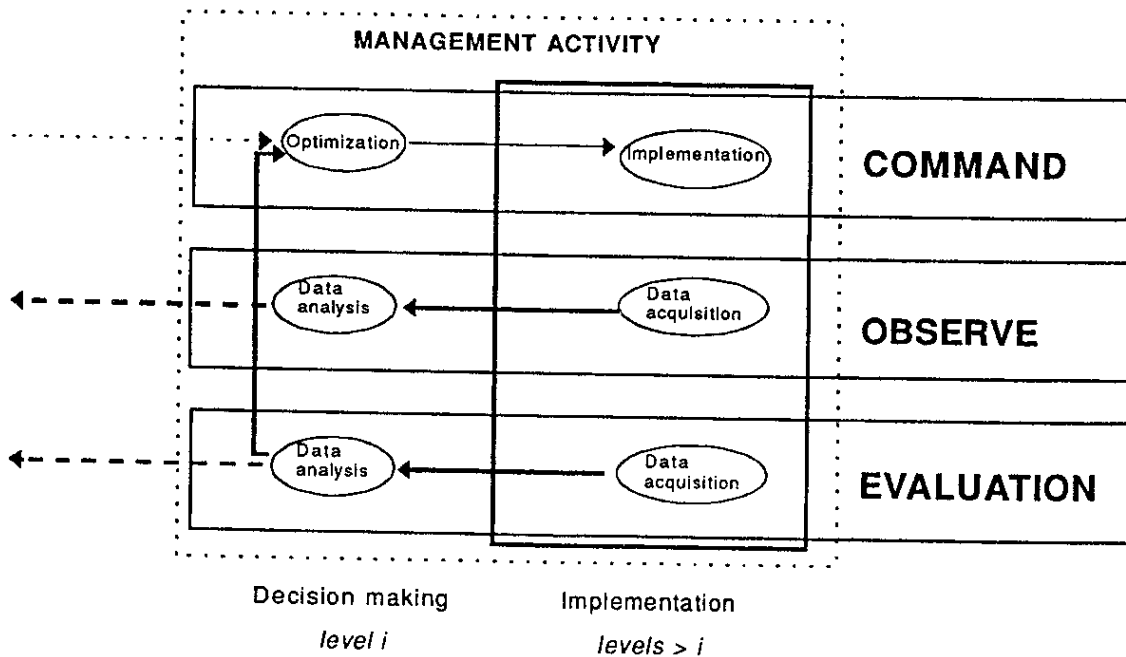 MANAGEMENT ACTIVITY
Optimization
Implementation
COMMAND
Data
analysis
Data
acquisition
OBSERVE
Data
analysis
Data
acquisition
EVALUATION
Decision making
level i
Implementation
levels > i